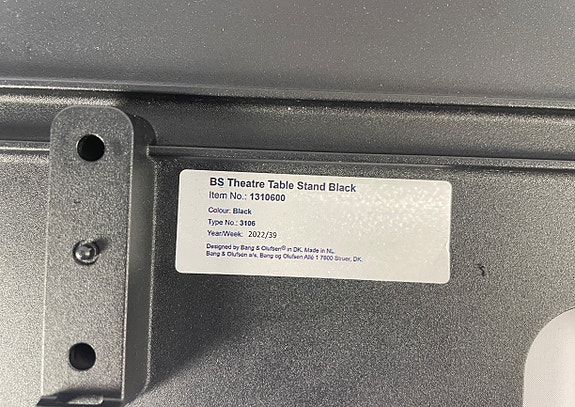 BS Theatre Table Stand Black
Item No.: 1310600
Colour: Black
Type No.: 3106
Year/Week: 2022/39
Designed by Bang & Olufsen® in DK. Made in NL.
Bang & Olufsen a/s, Bang og Olufsen Allé 1 7600 Struer, DK.